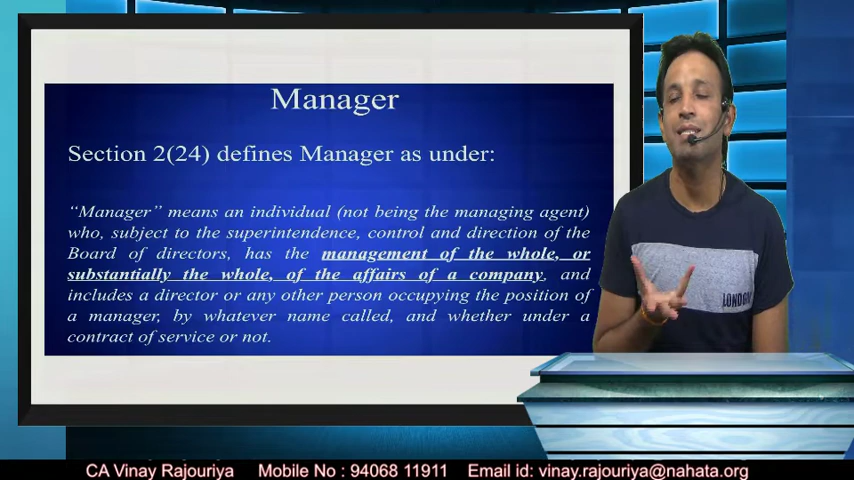 Manager
Section 2(24) defines Manager as under:
“Manager” means an individual (not being the managing agent)
who, subject to the superintendence, control and direction of the
Board of directors, has the management of the whole, or
substantially the whole, of the affairs of a company, and
includes a director or any other person occupying the position of
a manager, by whatever name called, and whether under a
contract of service or not.
LONDON
CA Vinay Rajouriya Mobile No : 94068 11911 Email id: vinay.rajouriya@nahata.org